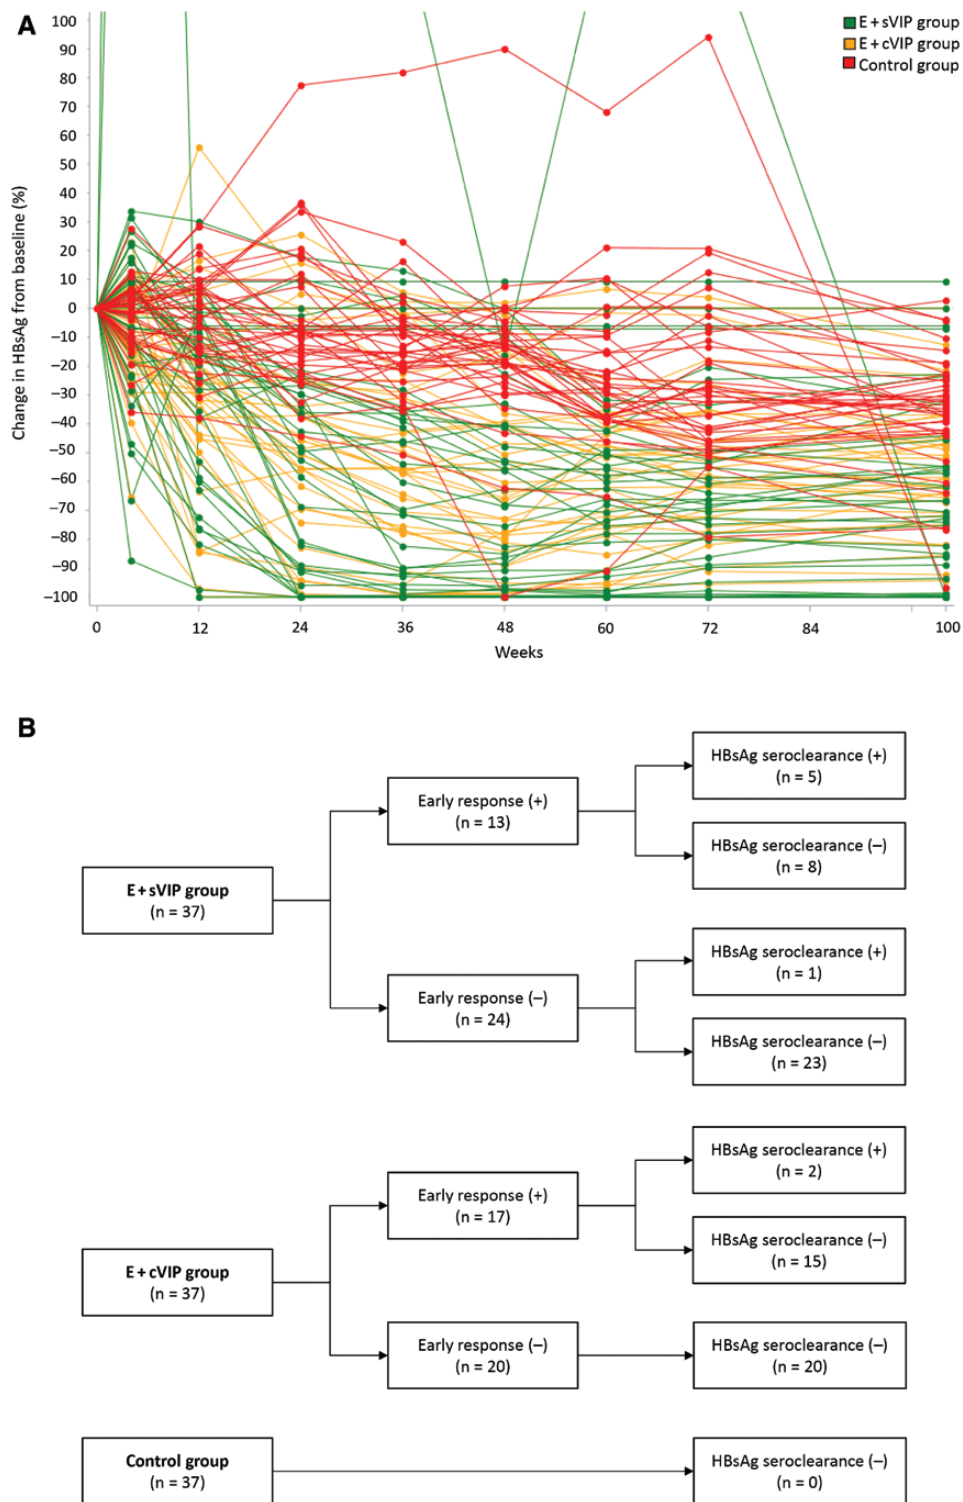 A
E + sVIP group
E + cVIP group
Control group
Change in HBsAg from baseline (%)
100
90
80
70
60
50
40
30
20
10
0
–10
–20
–30
–40
–50
–60
–70
–80
–90
–100
0 12 24 36 48 60 72 84 100
Weeks
B
E + sVIP group
(n = 37)
Early response (+)
(n = 13)
HBsAg seroclearance (+)
(n = 5)
HBsAg seroclearance (–)
(n = 8)
Early response (–)
(n = 24)
HBsAg seroclearance (+)
(n = 1)
HBsAg seroclearance (–)
(n = 23)
E + cVIP group
(n = 37)
Early response (+)
(n = 17)
HBsAg seroclearance (+)
(n = 2)
HBsAg seroclearance (–)
(n = 15)
Early response (–)
(n = 20)
HBsAg seroclearance (–)
(n = 20)
Control group
(n = 37)
HBsAg seroclearance (–)
(n = 0)